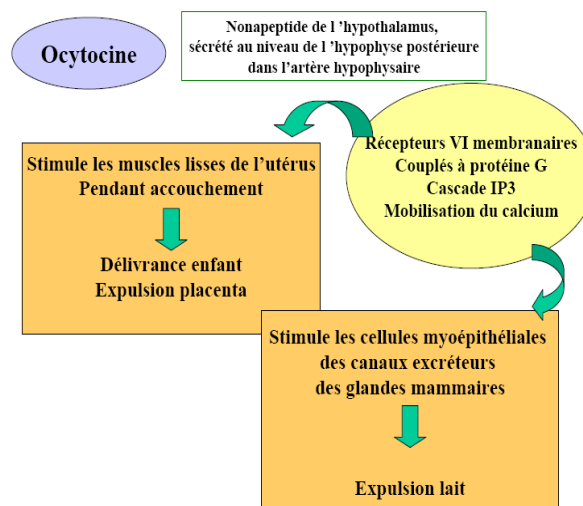 Ocytocine
Nonapeptide de l ’hypothalamus,
sécrété au niveau de l ’hypophyse postérieure
dans l’artère hypophysaire
Récepteurs VI membranaires
Couplés à protéine G
Cascade IP3
Mobilisation du calcium
Stimule les muscles lisses de l’utérus
Pendant accouchement
Délivrance enfant
Expulsion placenta
Stimule les cellules myoépithéliales
des canaux excréteurs
des glandes mammaires
Expulsion lait